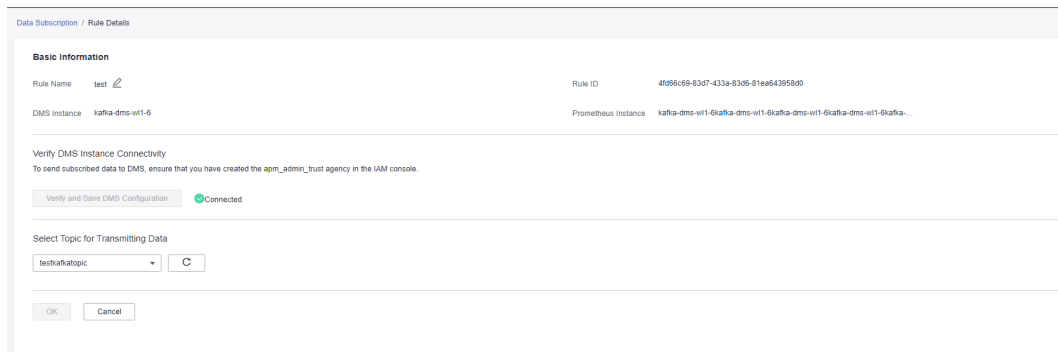 Data Subscription / Rule Details
Basic Information
Rule Name test
Rule ID 4fd66c69-83d7-433a-83d6-81ea643958d0
DMS Instance kafka-dms-wl1-6
Prometheus Instance kafka-dms-wl1-6kafka-dms-wl1-6kafka-dms-wl1-6kafka-dms-wl1-6kafka-...
Verify DMS Instance Connectivity
To send subscribed data to DMS, ensure that you have created the apm_admin_trust agency in the IAM console.
Verify and Save DMS Configuration Connected
Select Topic for Transmitting Data
testkafkatopic
OK Cancel